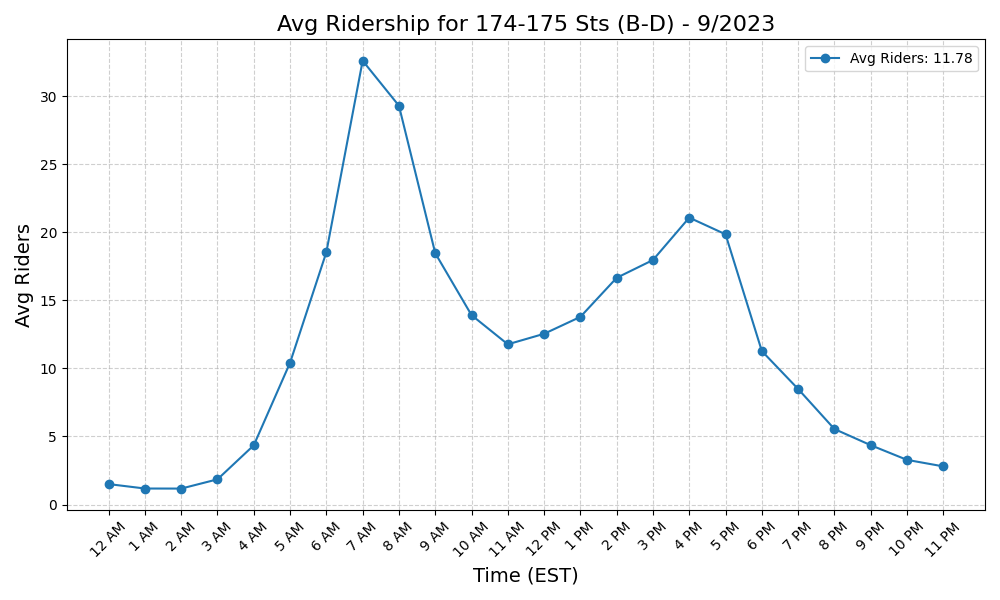 Avg Ridership for 174-175 Sts (B-D) - 9/2023
Avg Riders: 11.78
Avg Riders
30
25
20
15
10
5
0
12 AM
1 AM
2 AM
3 AM
4 AM
5 AM
6 AM
7 AM
8 AM
9 AM
10 AM
11 AM
12 PM
1 PM
2 PM
3 PM
4 PM
5 PM
6 PM
7 PM
8 PM
9 PM
10 PM
11 PM
Time (EST)